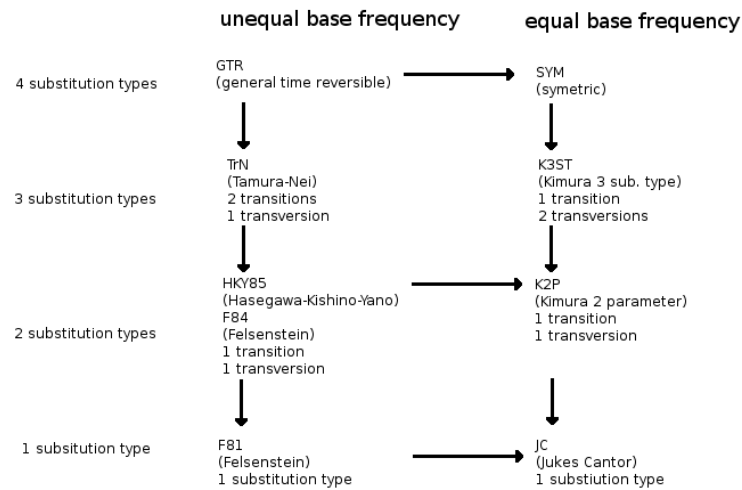 unequal base frequency
equal base frequency
4 substitution types
GTR
(general time reversible)
SYM
(symetric)
3 substitution types
TrN
(Tamura-Nei)
2 transitions
1 transversion
K3ST
(Kimura 3 sub. type)
1 transition
2 transversions
2 substitution types
HKY85
(Hasegawa-Kishino-Yano)
F84
(Felsenstein)
1 transition
1 transversion
K2P
(Kimura 2 parameter)
1 transition
1 transversion
1 subsitution type
F81
(Felsenstein)
1 substitution type
JC
(Jukes Cantor)
1 substiution type